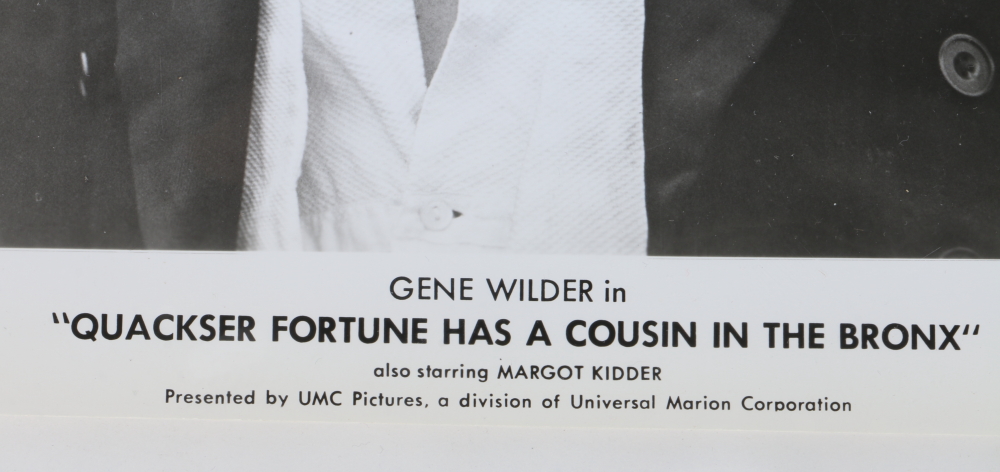 GENE WILDER in
"QUACKSER FORTUNE HAS A COUSIN IN THE BRONX"
also starring MARGOT KIDDER
Presented by UMC Pictures, a division of Universal Marion Corporation